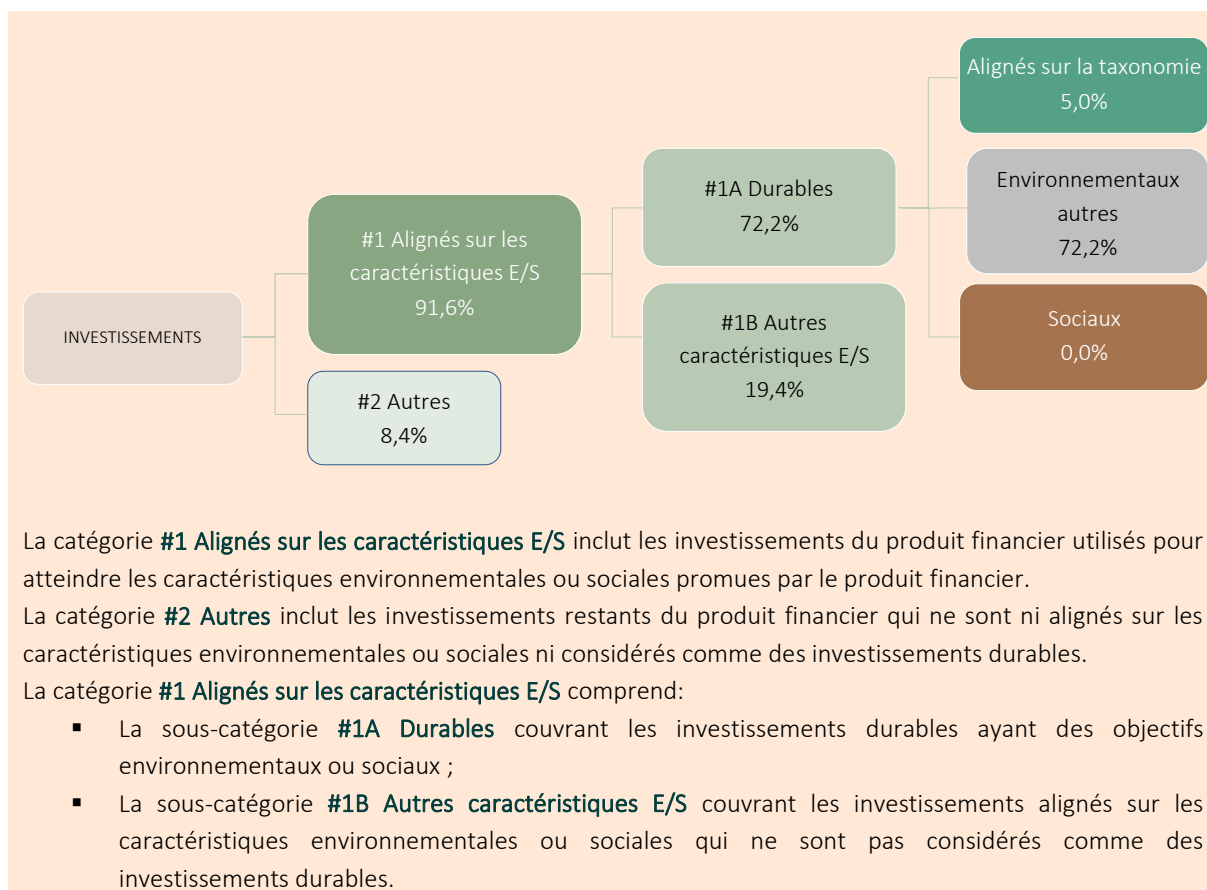 INVESTISSEMENTS
#1 Alignés sur les
caractéristiques E/S
91,6%
#2 Autres
8,4%
#1A Durables
72,2%
#1B Autres
caractéristiques E/S
19,4%
Alignés sur la taxonomie
5,0%
Environnementaux
autres
72,2%
Sociaux
0,0%
La catégorie #1 Alignés sur les caractéristiques E/S inclut les investissements du produit financier utilisés pour
atteindre les caractéristiques environnementales ou sociales promues par le produit financier.
La catégorie #2 Autres inclut les investissements restants du produit financier qui ne sont ni alignés sur les
caractéristiques environnementales ou sociales ni considérés comme des investissements durables.
La catégorie #1 Alignés sur les caractéristiques E/S comprend:
▪ La sous-catégorie #1A Durables couvrant les investissements durables ayant des objectifs
environnementaux ou sociaux ;
▪ La sous-catégorie #1B Autres caractéristiques E/S couvrant les investissements alignés sur les
caractéristiques environnementales ou sociales qui ne sont pas considérés comme des
investissements durables.